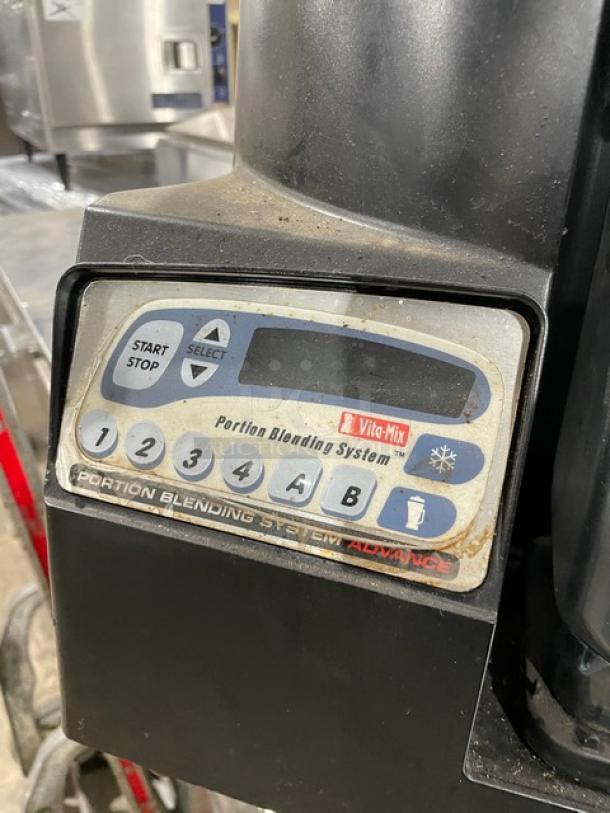 START
STOP
SELECT
Vita-Mix
Portion Blending System™
1 2 3 4 A B
PORTION BLENDING SYSTEM ADVANCE